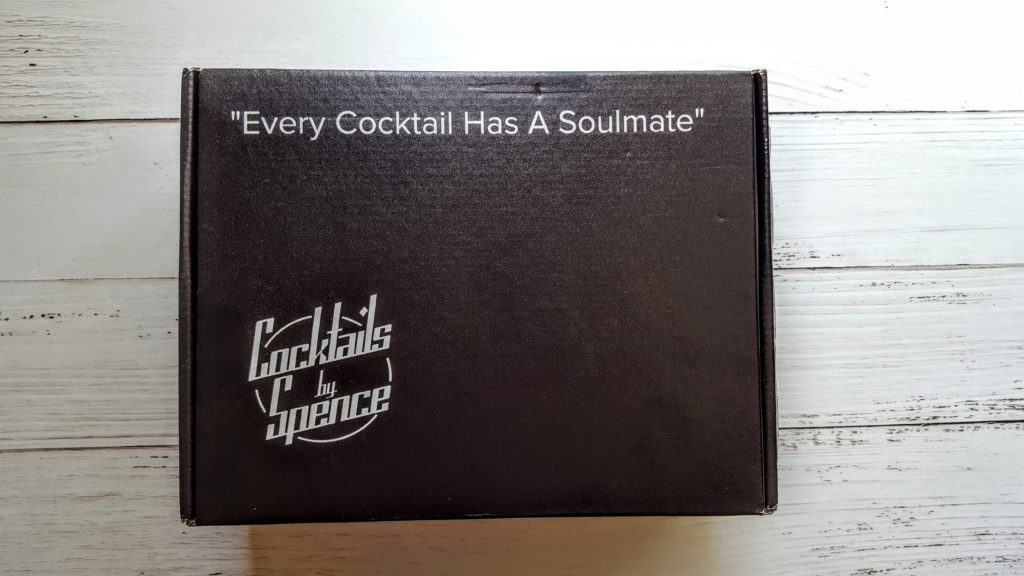 "Every Cocktail Has A Soulmate"
Cocktails
by
Spence